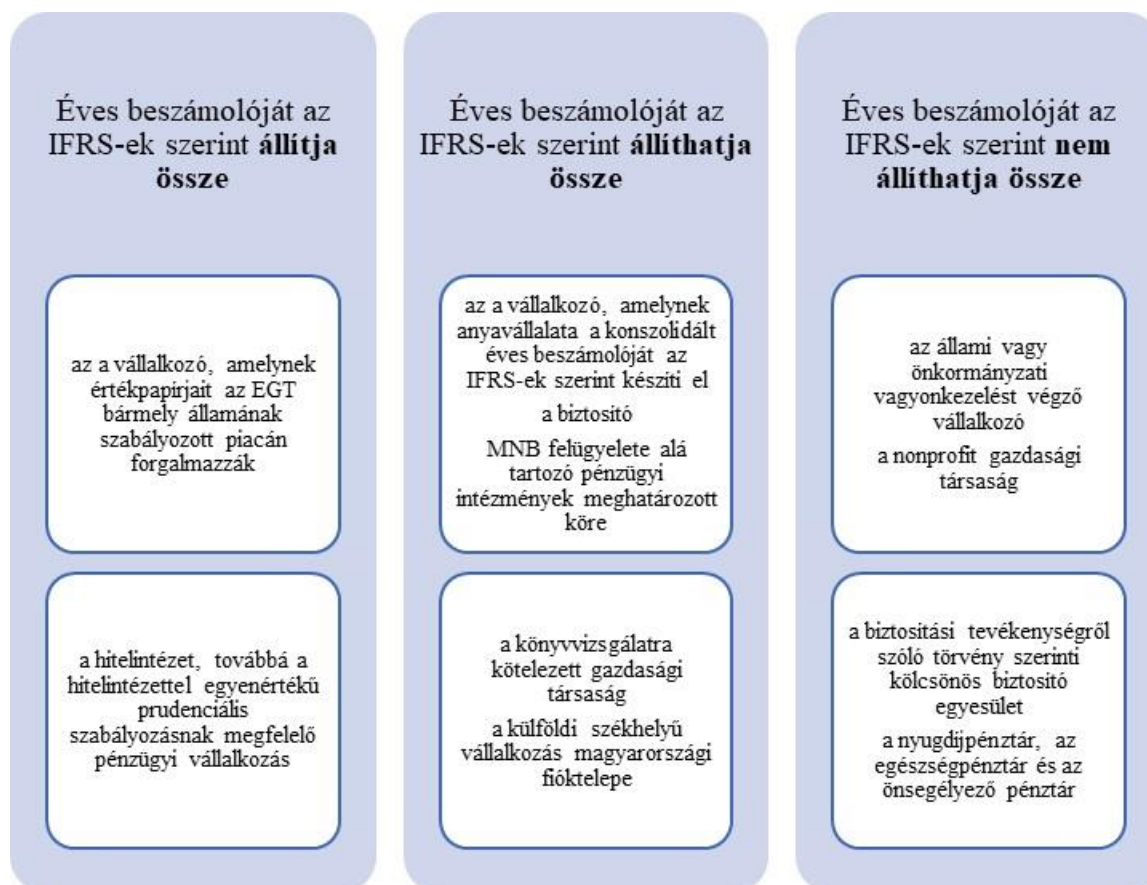 Éves beszámolóját az
IFRS-ek szerint állítja
össze
az a vállalkozó, amelynek
értékpapírjait az EGT
bármely államának
szabályozott piacán
forgalmazzák
a hitelintézet, továbbá a
hitelintézettel egyenértékű
prudenciális
szabályozásnak megfelelő
pénzügyi vállalkozás
Éves beszámolóját az
IFRS-ek szerint állíthatja
össze
az a vállalkozó, amelynek
anyavállalata a konszolidált
éves beszámolóját az
IFRS-ek szerint készíti el
a biztosító
MNB felügyelete alá
tartozó pénzügyi
intézmények meghatározott
köre
a könyvvizsgálatra
kötelezett gazdasági
társaság
a külföldi székhelyű
vállalkozás magyarországi
fióktelepe
Éves beszámolóját az
IFRS-ek szerint nem
állíthatja össze
az állami vagy
önkormányzati
vagyonkezelést végző
vállalkozó
a nonprofit gazdasági
társaság
a biztosítási tevékenységről
szóló törvény szerinti
kölcsönös biztosító
egyesület
a nyugdíjpénztár, az
egészségpénztár és az
önsegélyező pénztár